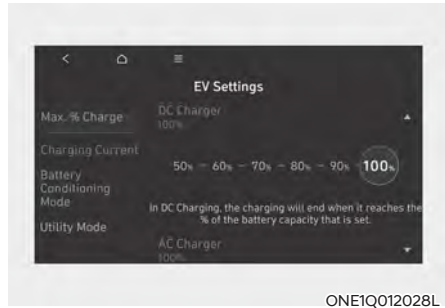 EV Settings
Max. % Charge
DC Charger
100%
Charging Current
50% - 60% - 70% - 80% - 90% - 100%
Battery
Conditioning
Mode
In DC Charging, the charging will end when it reaches the
% of the battery capacity that is set.
Utility Mode
AC Charger
100%
ONE1Q012028L